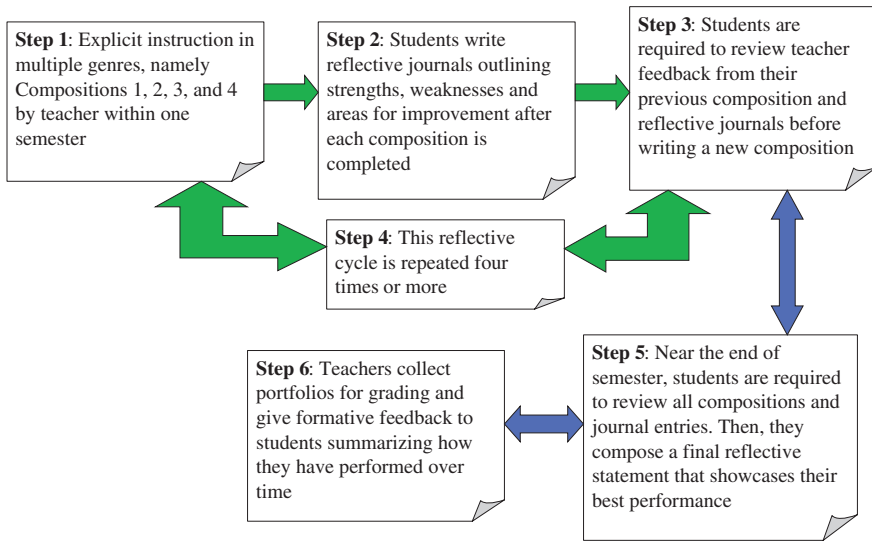 Step 1: Explicit instruction in
multiple genres, namely
Compositions 1, 2, 3, and 4
by teacher within one
semester
Step 2: Students write
reflective journals outlining
strengths, weaknesses and
areas for improvement after
each composition is
completed
Step 3: Students are
required to review teacher
feedback from their
previous composition and
reflective journals before
writing a new composition
Step 4: This reflective
cycle is repeated four
times or more
Step 5: Near the end of
semester, students are required
to review all compositions and
journal entries. Then, they
compose a final reflective
statement that showcases their
best performance
Step 6: Teachers collect
portfolios for grading and
give formative feedback to
students summarizing how
they have performed over
time